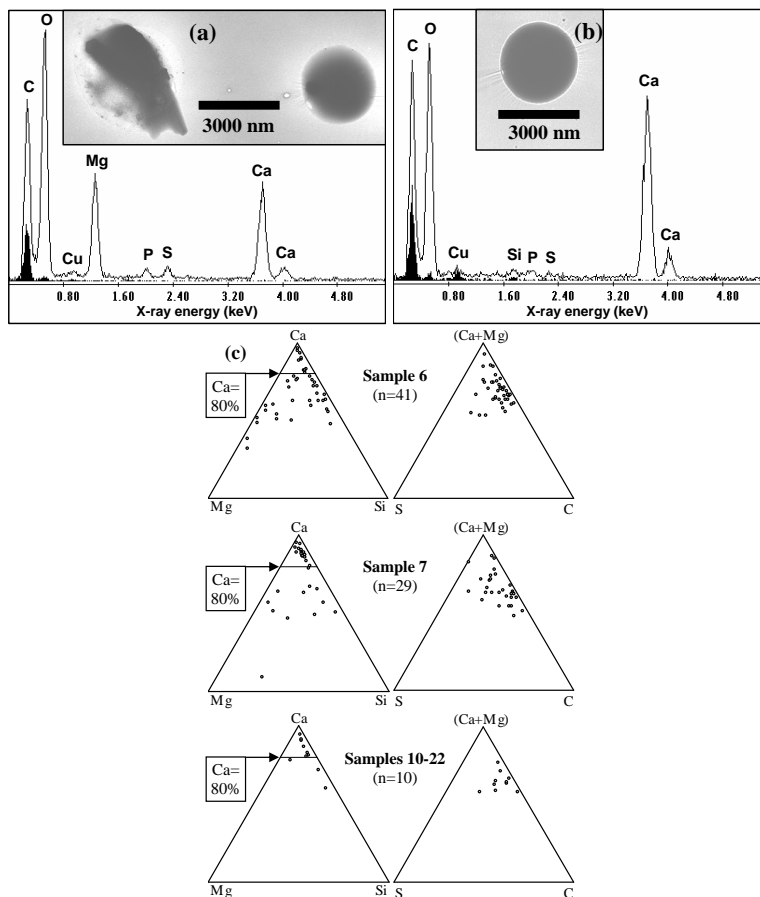 (a)
O
C
3000 nm
Mg
Ca
Cu
P
S
Ca
0.80 1.60 2.40 3.20 4.00 4.80
X-ray energy (keV)
(b)
C
O
3000 nm
Ca
Cu
Si
P
S
Ca
0.80 1.60 2.40 3.20 4.00 4.80
X-ray energy (keV)
(c)
Ca
(Ca+Mg)
Ca=
80%
Sample 6
(n=41)
Mg Si S C
Ca
(Ca+Mg)
Ca=
80%
Sample 7
(n=29)
Mg Si S C
Ca
(Ca+Mg)
Ca=
80%
Samples 10-22
(n=10)
Mg Si S C